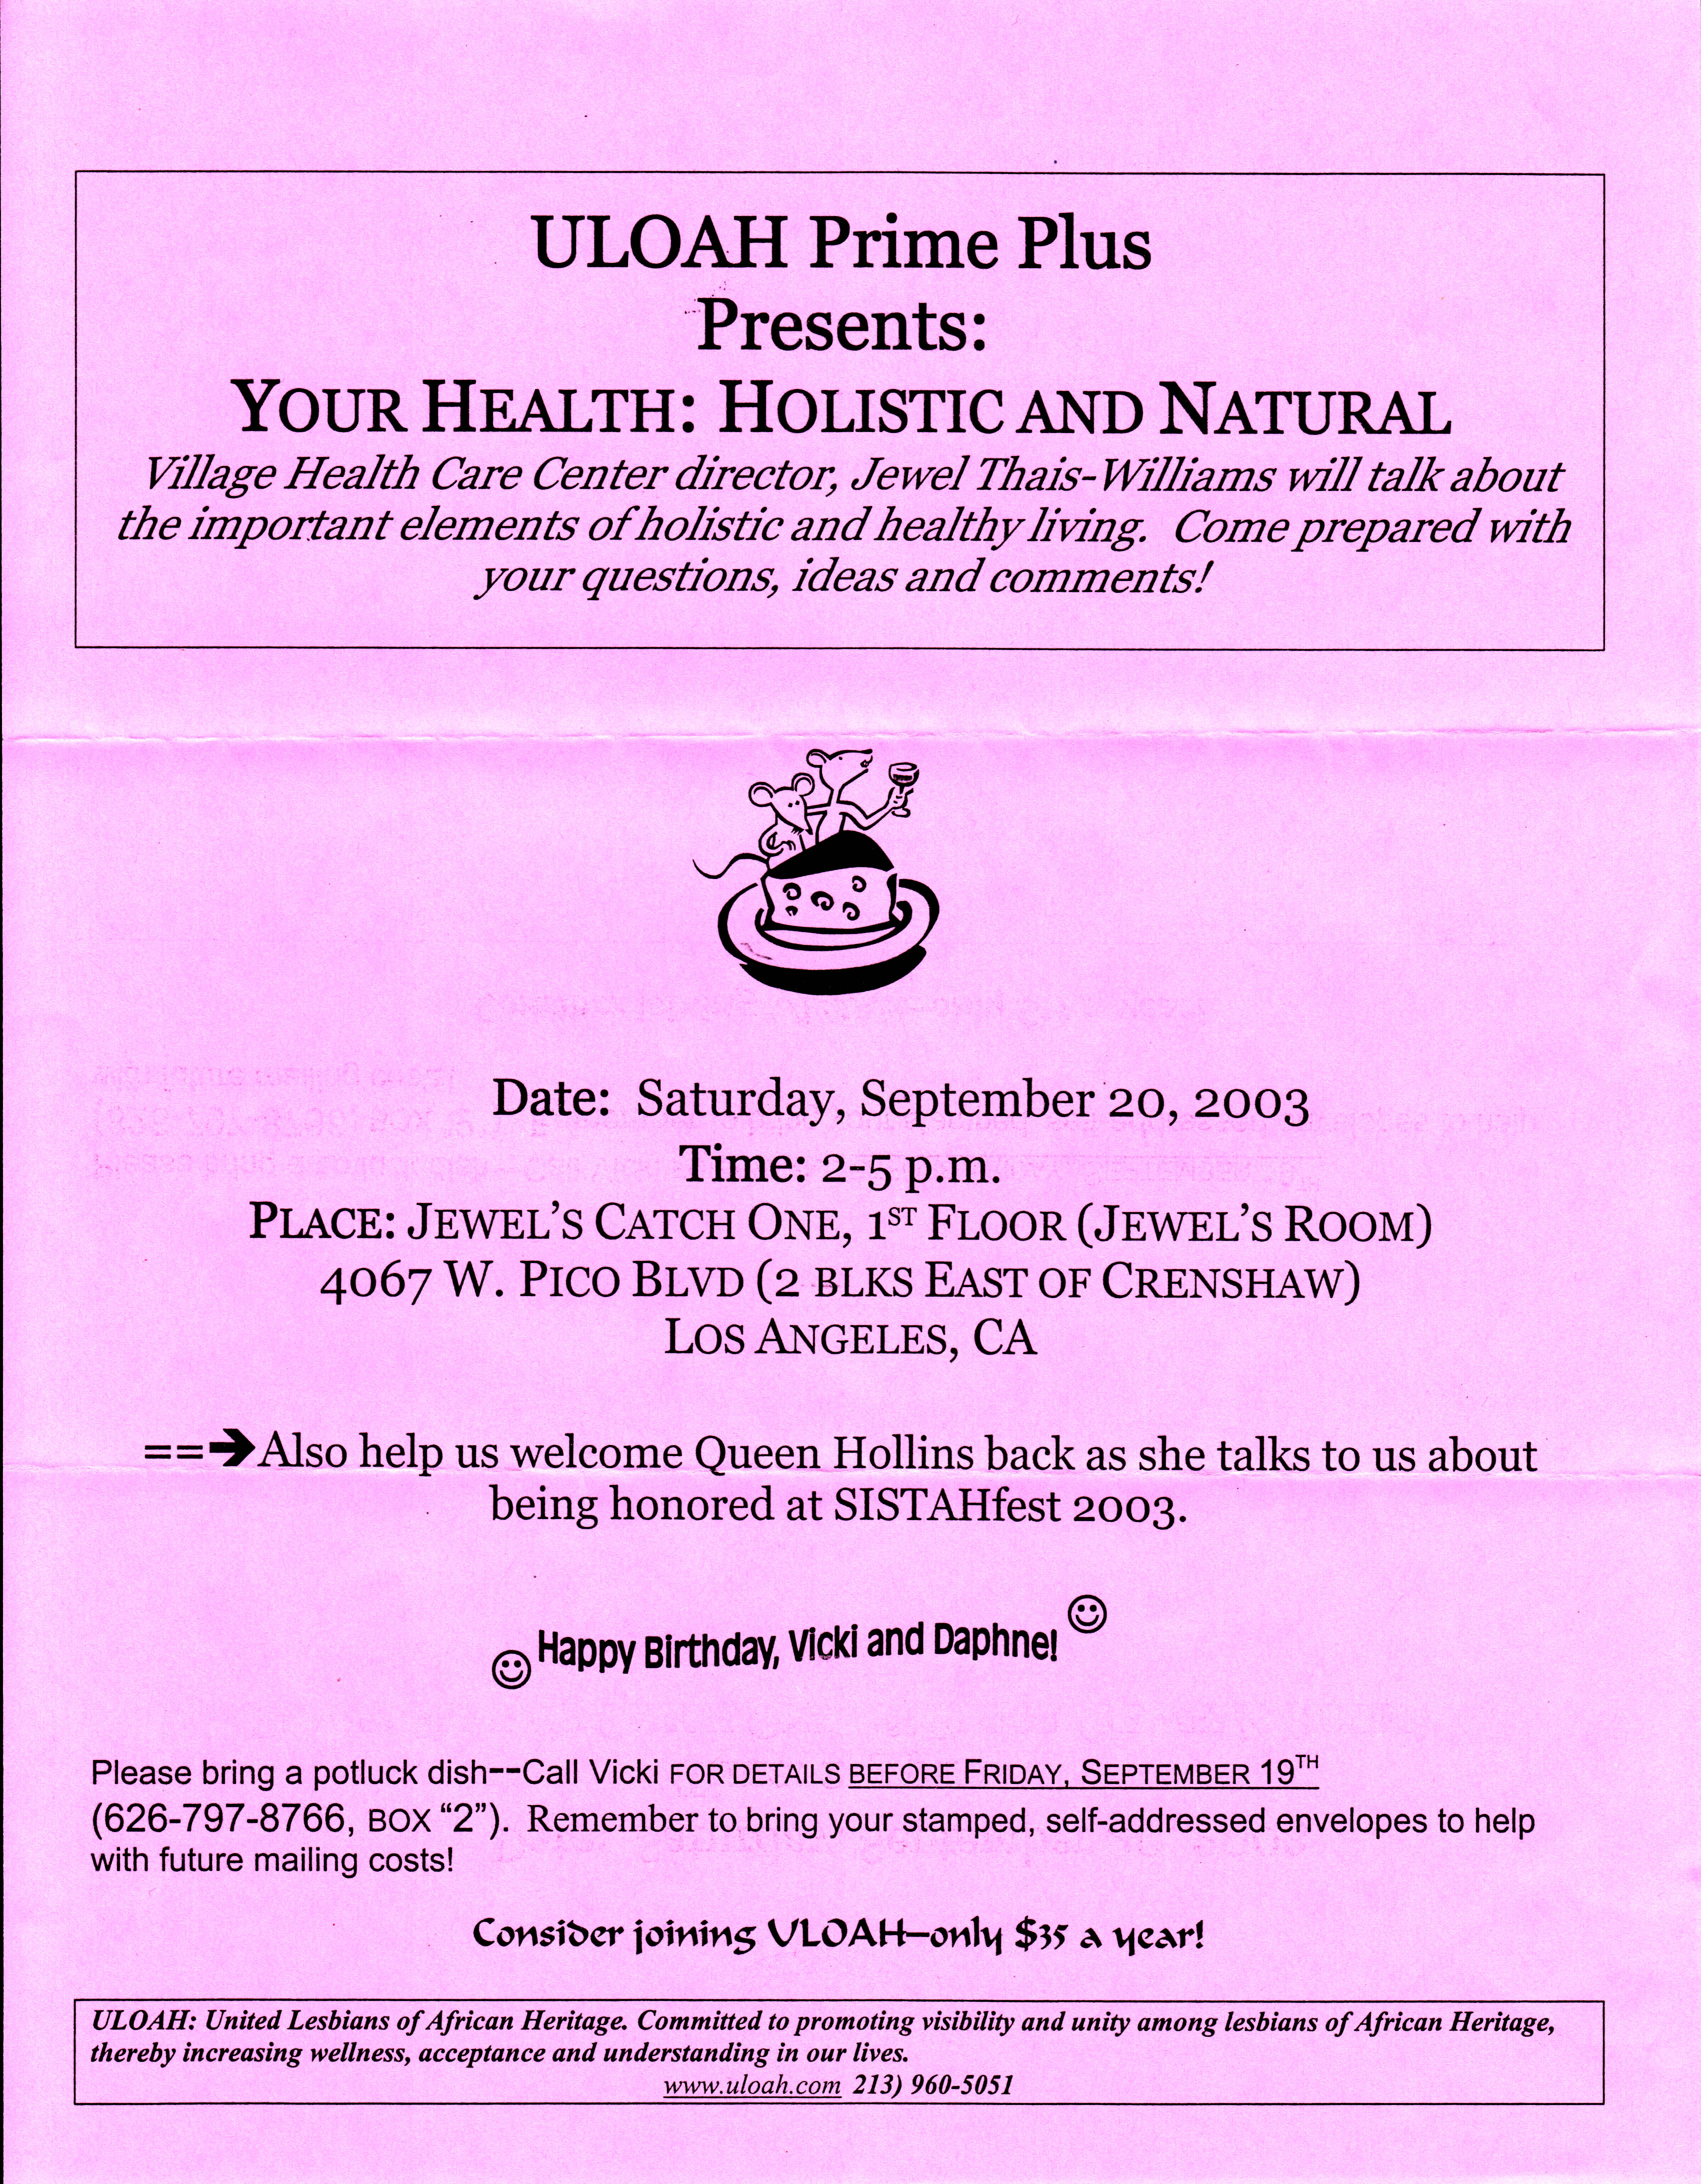 ULOAH Prime Plus
Presents:
YOUR HEALTH: HOLISTIC AND NATURAL
Village Health Care Center director, Jewel Thais-Williams will talk about
the important elements of holistic and healthy living. Come prepared with
your questions, ideas and comments!
Date: Saturday, September 20, 2003
Time: 2-5 p.m.
PLACE: JEWEL'S CATCH ONE, 1ST FLOOR (JEWEL'S ROOM)
4067 W. PICO BLVD (2 BLKS EAST OF CRENSHAW)
LOS ANGELES, CA
==➔Also help us welcome Queen Hollins back as she talks to us about
being honored at SISTAHfest 2003.
☺ Happy Birthday, Vicki and Daphne! ☺
Please bring a potluck dish--Call Vicki FOR DETAILS BEFORE FRIDAY, SEPTEMBER 19TH
(626-797-8766, BOX "2"). Remember to bring your stamped, self-addressed envelopes to help
with future mailing costs!
Consider joining ULOAH—only $35 a year!
ULOAH: United Lesbians of African Heritage. Committed to promoting visibility and unity among lesbians of African Heritage,
thereby increasing wellness, acceptance and understanding in our lives.
www.uloah.com 213) 960-5051